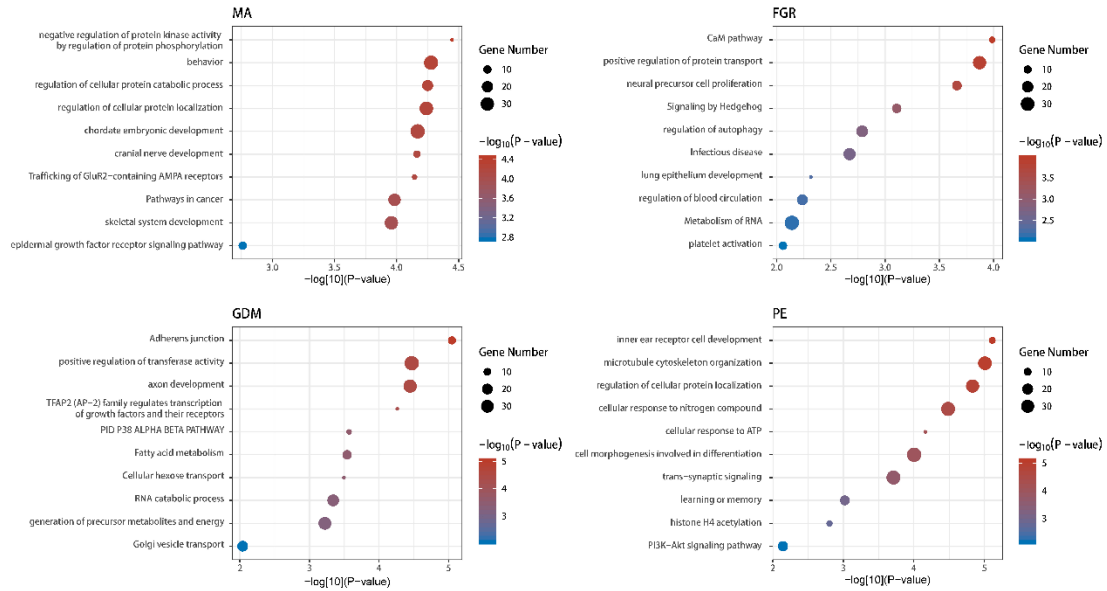 MA
negative regulation of protein kinase activity
by regulation of protein phosphorylation
behavior
regulation of cellular protein catabolic process
regulation of cellular protein localization
chordate embryonic development
cranial nerve development
Trafficking of GluR2-containing AMPA receptors
Pathways in cancer
skeletal system development
epidermal growth factor receptor signaling pathway
3.0 3.5 4.0 4.5
-log[10](P-value)
Gene Number
10
20
30
-log10(P-value)
4.4
4.0
3.6
3.2
2.8
FGR
CaM pathway
positive regulation of protein transport
neural precursor cell proliferation
Signaling by Hedgehog
regulation of autophagy
Infectious disease
lung epithelium development
regulation of blood circulation
Metabolism of RNA
platelet activation
2.0 2.5 3.0 3.5 4.0
-log[10](P-value)
Gene Number
10
20
30
-log10(P-value)
3.5
3.0
2.5
GDM
Adherens junction
positive regulation of transferase activity
axon development
TFAP2 (AP-2) family regulates transcription
of growth factors and their receptors
PID P38 ALPHA BETA PATHWAY
Fatty acid metabolism
Cellular hexose transport
RNA catabolic process
generation of precursor metabolites and energy
Golgi vesicle transport
2 3 4 5
-log[10](P-value)
Gene Number
10
20
30
-log10(P-value)
5
4
3
PE
inner ear receptor cell development
microtubule cytoskeleton organization
regulation of cellular protein localization
cellular response to nitrogen compound
cellular response to ATP
cell morphogenesis involved in differentiation
trans-synaptic signaling
learning or memory
histone H4 acetylation
PI3K-Akt signaling pathway
2 3 4 5
-log[10](P-value)
Gene Number
10
20
30
-log10(P-value)
5
4
3